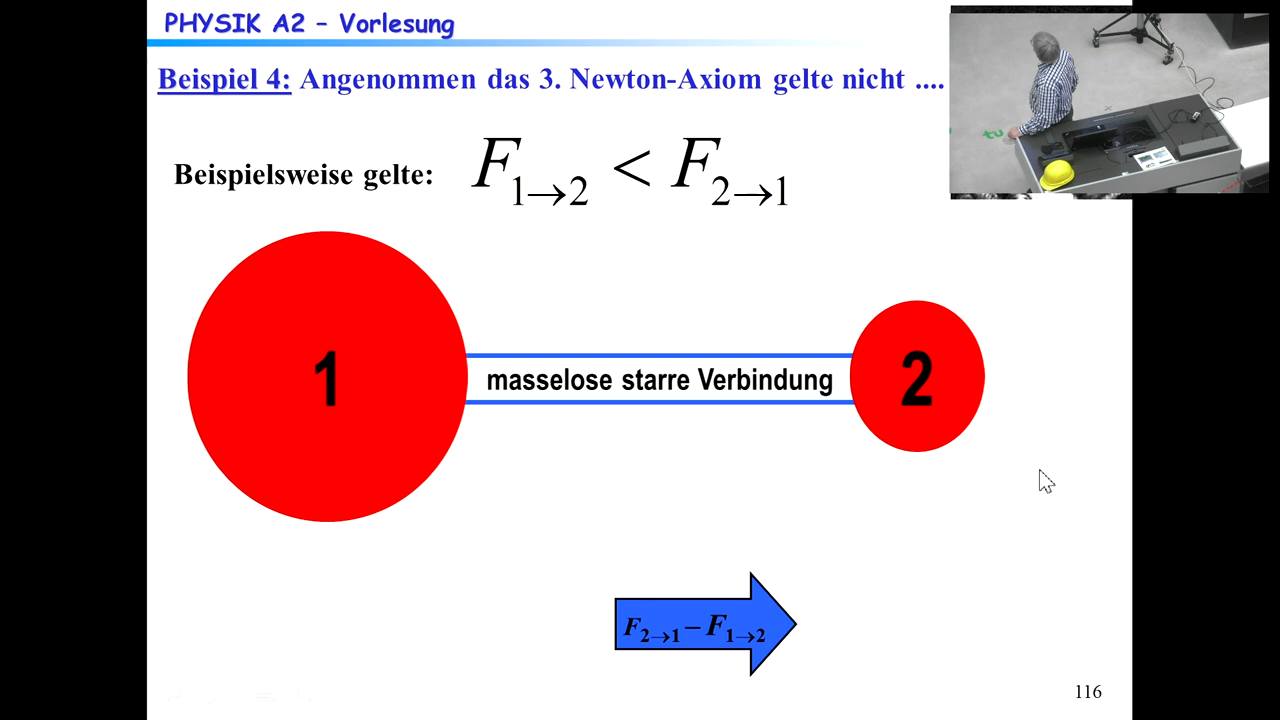 PHYSIK A2 – Vorlesung
Beispiel 4: Angenommen das 3. Newton-Axiom gelte nicht ....
Beispielsweise gelte: F₁→₂ < F₂→₁
1 masselose starre Verbindung 2
F₂→₁ – F₁→₂
116